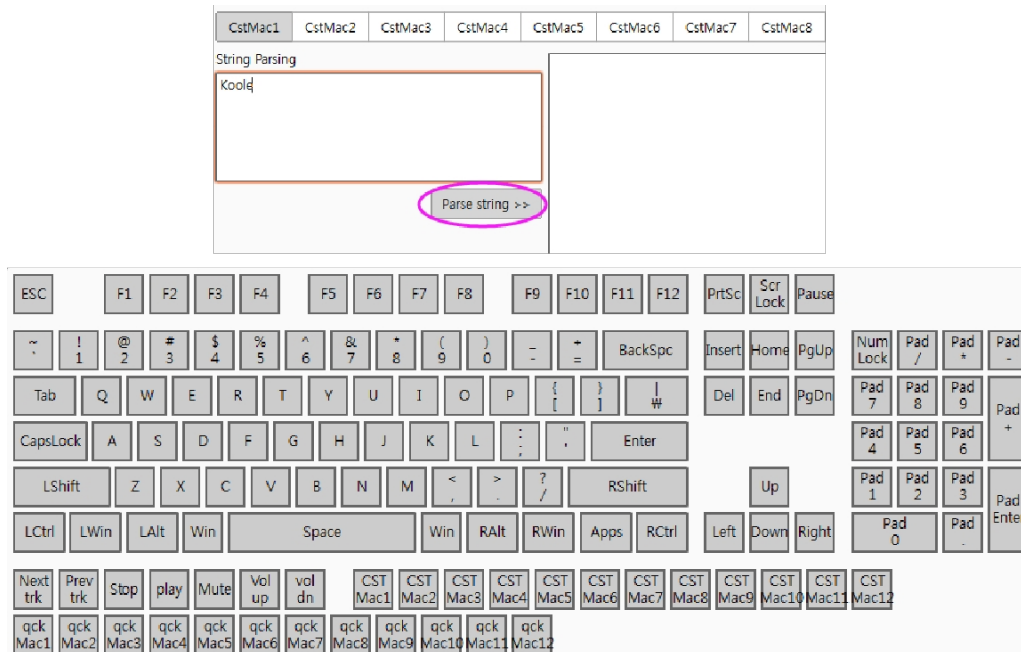 CstMac1 CstMac2 CstMac3 CstMac4 CstMac5 CstMac6 CstMac7 CstMac8
String Parsing
Koole
Parse string >>
ESC F1 F2 F3 F4 F5 F6 F7 F8 F9 F10 F11 F12 PrtSc Scr Lock Pause
~ ` ! 1 @ 2 # 3 $ 4 % 5 ^ 6 & 7 * 8 ( 9 ) 0 _ - + = BackSpc Insert Home PgUp Num Lock Pad / Pad * Pad -
Tab Q W E R T Y U I O P { [ } ] | ₩ Del End PgDn Pad 7 Pad 8 Pad 9 Pad +
CapsLock A S D F G H J K L : ; " ' Enter Pad 4 Pad 5 Pad 6
LShift Z X C V B N M < , > . ? / RShift Up Pad 1 Pad 2 Pad 3 Pad Enter
LCtrl LWin LAlt Win Space Win RAlt RWin Apps RCtrl Left Down Right Pad 0 Pad .
Next trk Prev trk Stop play Mute Vol up vol dn CST Mac1 CST Mac2 CST Mac3 CST Mac4 CST Mac5 CST Mac6 CST Mac7 CST Mac8 CST Mac9 CST Mac10 CST Mac11 CST Mac12
qck Mac1 qck Mac2 qck Mac3 qck Mac4 qck Mac5 qck Mac6 qck Mac7 qck Mac8 qck Mac9 qck Mac10 qck Mac11 qck Mac12